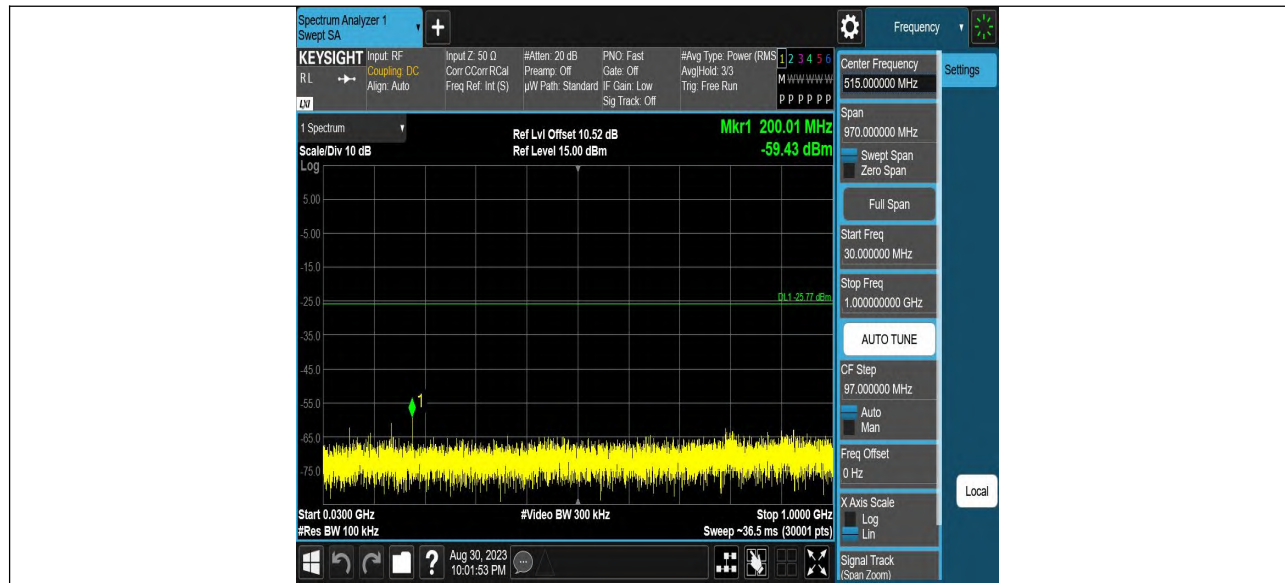 Spectrum Analyzer 1
Swept SA
+
Frequency
KEYSIGHT
RL
LXI
Input: RF
Coupling: DC
Align: Auto
Input Z: 50 Ω
Corr CCorr RCal
Freq Ref: Int (S)
#Atten: 20 dB
Preamp: Off
µW Path: Standard
PNO: Fast
Gate: Off
IF Gain: Low
Sig Track: Off
#Avg Type: Power (RMS
Avg|Hold: 3/3
Trig: Free Run
1 2 3 4 5 6
M W W W W W
P P P P P P
1 Spectrum
Scale/Div 10 dB
Ref Lvl Offset 10.52 dB
Ref Level 15.00 dBm
Mkr1 200.01 MHz
-59.43 dBm
Log
5.00
-5.00
-15.0
-25.0
DL1 -25.77 dBm
-35.0
-45.0
-55.0
1
-65.0
-75.0
Start 0.0300 GHz
#Video BW 300 kHz
Stop 1.0000 GHz
#Res BW 100 kHz
Sweep ~36.5 ms (30001 pts)
?
Aug 30, 2023
10:01:53 PM
Center Frequency
515.000000 MHz
Settings
Span
970.000000 MHz
Swept Span
Zero Span
Full Span
Start Freq
30.000000 MHz
Stop Freq
1.000000000 GHz
AUTO TUNE
CF Step
97.000000 MHz
Auto
Man
Freq Offset
0 Hz
X Axis Scale
Log
Lin
Local
Signal Track
(Span Zoom)